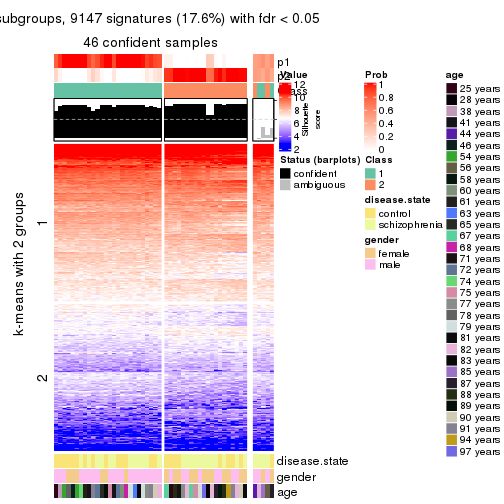 subgroups, 9147 signatures (17.6%) with fdr < 0.05
46 confident samples
p1
p2
Class
Silhouette
score
1
2
k-means with 2 groups
disease.state
gender
age
Value
12
10
8
6
4
2
Status (barplots)
confident
ambiguous
Prob
1
0.8
0.6
0.4
0.2
0
Class
1
2
disease.state
control
schizophrenia
gender
female
male
age
25 years
28 years
38 years
41 years
44 years
46 years
54 years
56 years
58 years
60 years
61 years
63 years
65 years
67 years
68 years
71 years
72 years
74 years
75 years
77 years
78 years
79 years
81 years
82 years
83 years
85 years
87 years
88 years
89 years
90 years
91 years
94 years
97 years